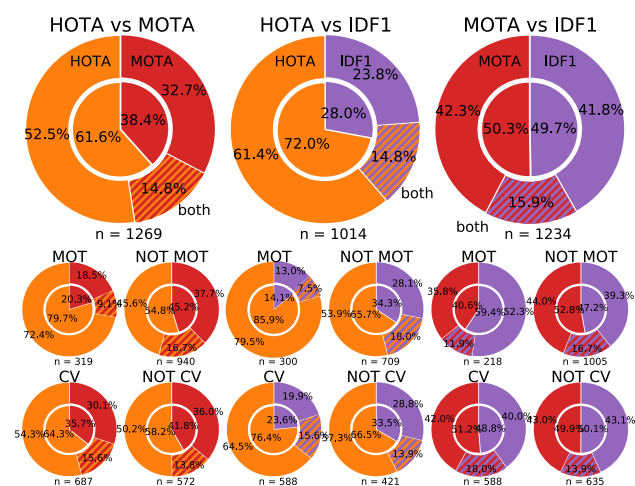 HOTA vs MOTA
HOTA vs IDF1
MOTA vs IDF1
HOTA
MOTA
32.7%
38.4%
52.5%
61.6%
14.8%
both
n = 1269
HOTA
IDF1
23.8%
28.0%
72.0%
61.4%
14.8%
both
n = 1014
MOTA
IDF1
42.3%
41.8%
50.3%
49.7%
15.9%
both
n = 1234
MOT
18.5%
20.3%
9.1%
79.7%
72.4%
n = 319
NOT MOT
37.7%
45.6%
54.8%
45.2%
16.7%
n = 940
MOT
13.0%
7.5%
14.1%
85.9%
79.5%
n = 300
NOT MOT
28.1%
34.3%
53.9%
65.7%
18.0%
n = 709
MOT
35.8%
40.6%
59.4%
52.3%
11.9%
n = 218
NOT MOT
39.3%
44.0%
52.8%
47.2%
16.7%
n = 1005
CV
30.1%
35.7%
54.3%
64.3%
15.6%
n = 687
NOT CV
36.0%
41.8%
50.2%
58.2%
13.8%
n = 572
CV
19.9%
23.6%
15.6%
76.4%
64.5%
n = 588
NOT CV
28.8%
33.5%
57.3%
66.5%
13.9%
n = 421
CV
42.0%
40.0%
51.2%
48.8%
18.0%
n = 588
NOT CV
43.0%
43.1%
49.9%
50.1%
13.9%
n = 635